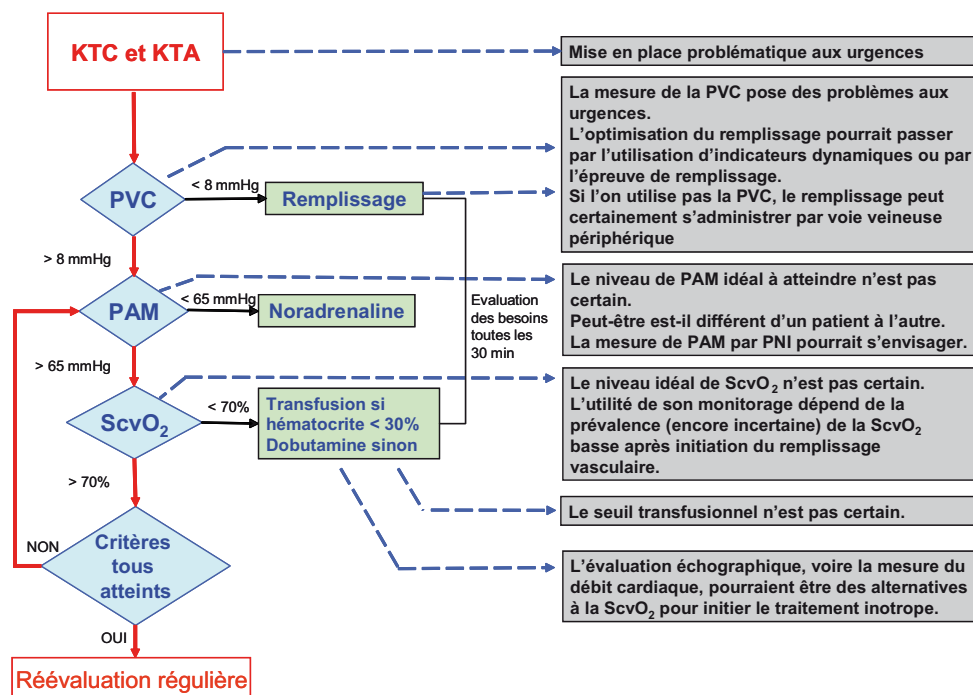 KTC et KTA
Mise en place problématique aux urgences
La mesure de la PVC pose des problèmes aux
urgences.
L'optimisation du remplissage pourrait passer
par l'utilisation d'indicateurs dynamiques ou par
l'épreuve de remplissage.
Si l'on utilise pas la PVC, le remplissage peut
certainement s'administrer par voie veineuse
périphérique
PVC
< 8 mmHg
Remplissage
> 8 mmHg
PAM
< 65 mmHg
Noradrenaline
Evaluation
des besoins
toutes les
30 min
Le niveau de PAM idéal à atteindre n'est pas
certain.
Peut-être est-il différent d'un patient à l'autre.
La mesure de PAM par PNI pourrait s'envisager.
> 65 mmHg
ScvO₂
< 70%
Transfusion si
hématocrite < 30%
Dobutamine sinon
Le niveau idéal de ScvO₂ n'est pas certain.
L'utilité de son monitorage dépend de la
prévalence (encore incertaine) de la ScvO₂
basse après initiation du remplissage
vasculaire.
> 70%
Le seuil transfusionnel n'est pas certain.
NON
Critères
tous
atteints
L'évaluation échographique, voire la mesure du
débit cardiaque, pourraient être des alternatives
à la ScvO₂ pour initier le traitement inotrope.
OUI
Réévaluation régulière